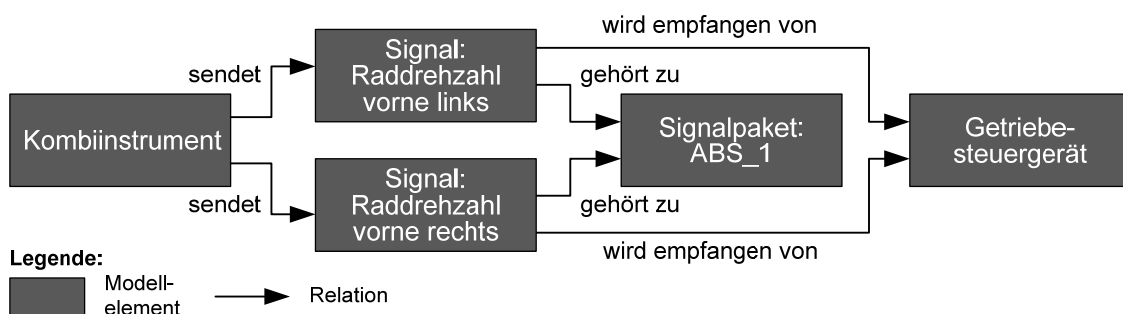 wird empfangen von
Signal:
Raddrehzahl
vorne links
sendet
gehört zu
Kombiinstrument
Signalpaket:
ABS_1
Getriebe-
steuergerät
Signal:
Raddrehzahl
vorne rechts
sendet
gehört zu
wird empfangen von
Legende:
Modell-
element
Relation